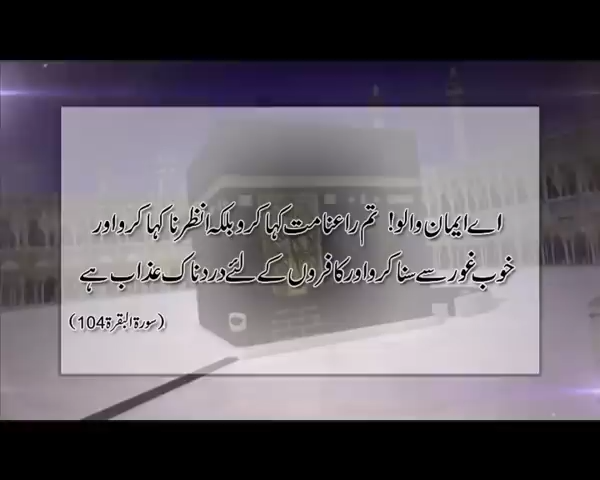 اے ایمان والو! تم راعنا مت کہا کرو بلکہ انظرنا کہا کرو اور
خوب غور سے سنا کرو اور کافروں کے لئے دردناک عذاب ہے
(سورۃ البقرۃ 104)